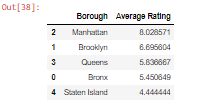 Out[38]:
Borough Average Rating
2 Manhattan 8.028571
1 Brooklyn 6.695604
3 Queens 5.836667
0 Bronx 5.450649
4 Staten Island 4.444444